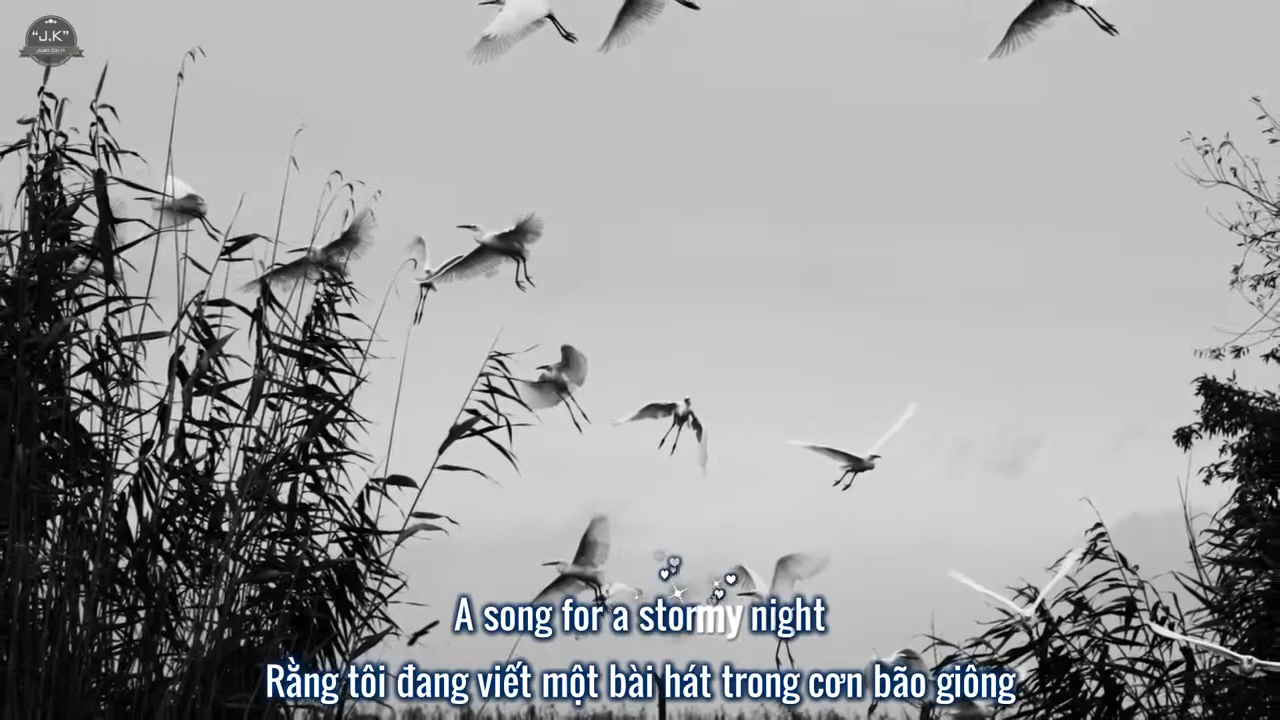 "J.K"
A song for a stormy night
Rằng tôi đang viết một bài hát trong cơn bão giông